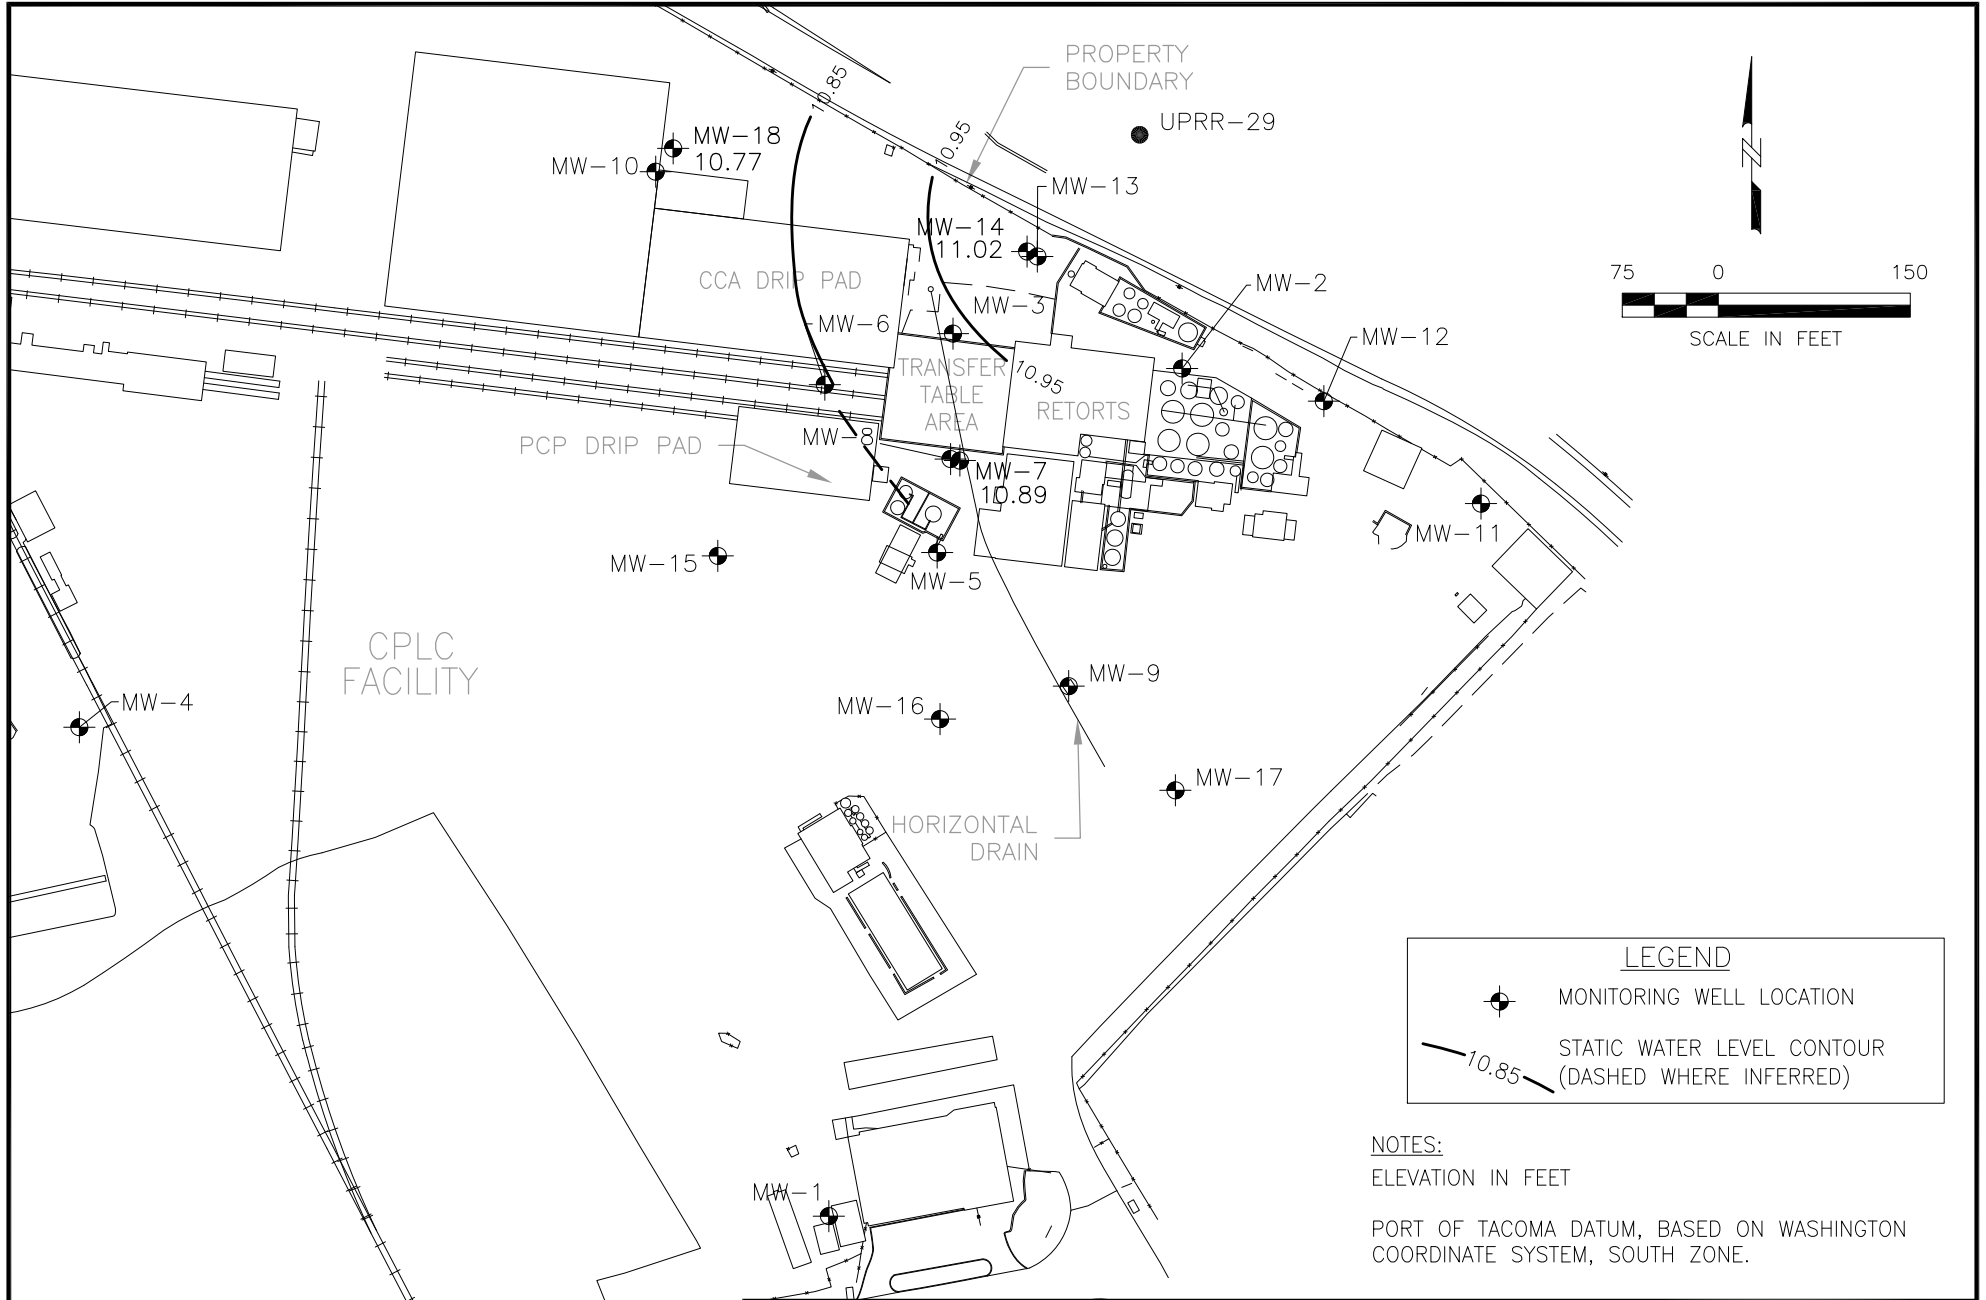 PROPERTY
BOUNDARY
10.85
10.95
UPRR-29
MW-18
10.77
MW-10
MW-13
MW-14
11.02
CCA DRIP PAD
MW-3
MW-2
MW-6
MW-12
TRANSFER
TABLE
AREA
10.95
RETORTS
MW-8
PCP DRIP PAD
MW-7
10.89
MW-11
MW-15
MW-5
CPLC
FACILITY
MW-9
MW-4
MW-16
MW-17
HORIZONTAL
DRAIN
MW-1
N
75 0 150
SCALE IN FEET
LEGEND
MONITORING WELL LOCATION
10.85
STATIC WATER LEVEL CONTOUR
(DASHED WHERE INFERRED)
NOTES:
ELEVATION IN FEET
PORT OF TACOMA DATUM, BASED ON WASHINGTON
COORDINATE SYSTEM, SOUTH ZONE.